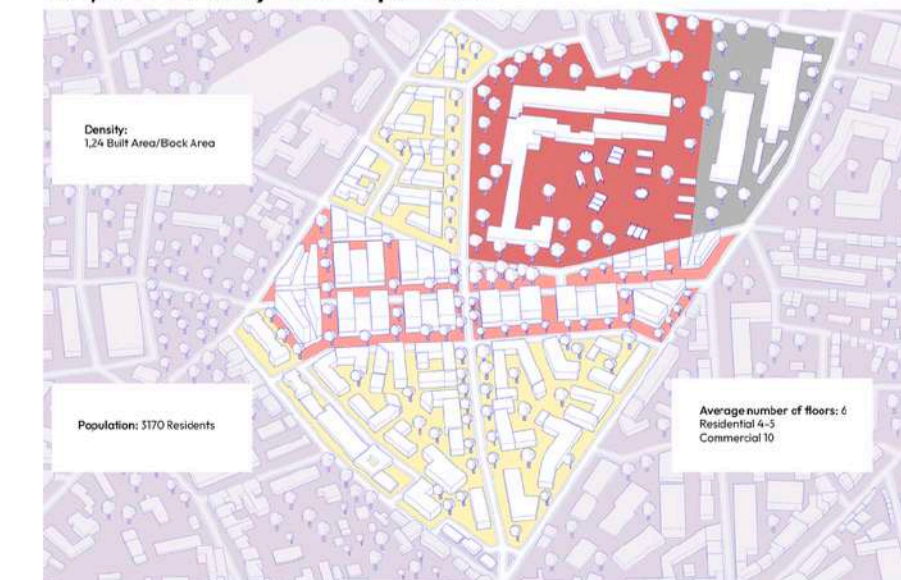 Density:
1,24 Built Area/Bock Area
Population: 3170 Residents
Average number of floors: 6
Residential 4-5
Commercial 10